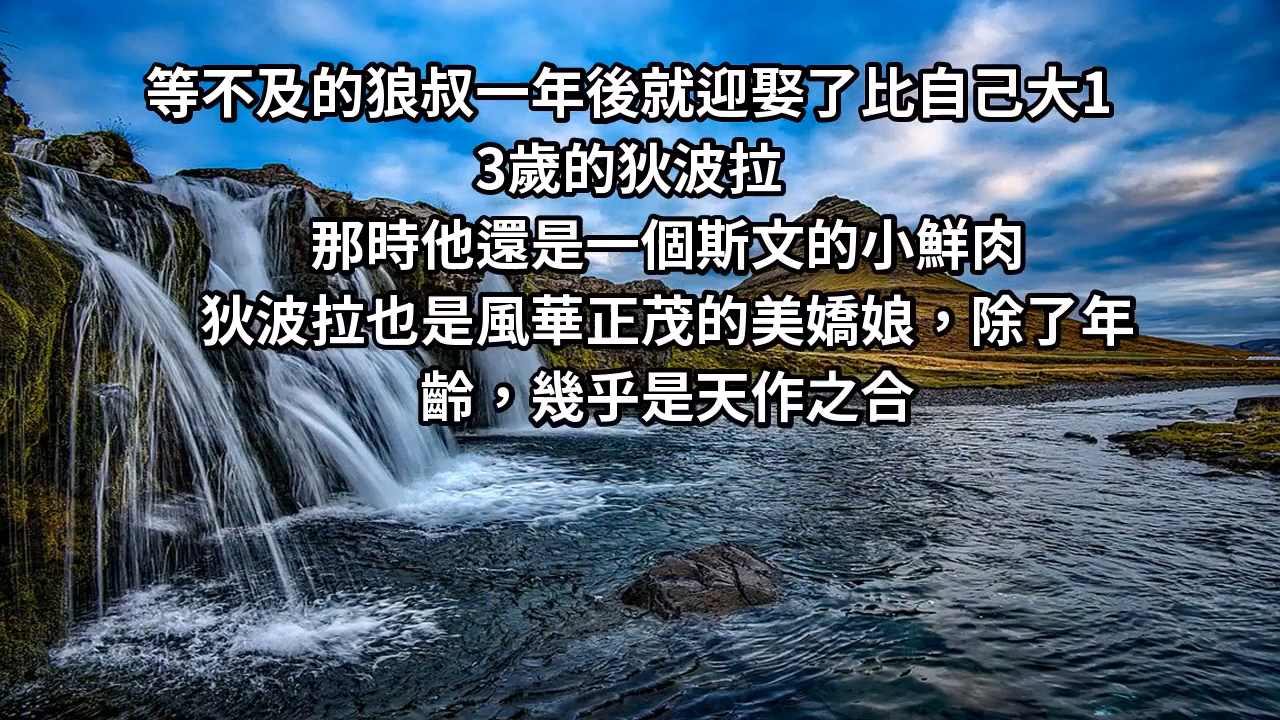 等不及的狼叔一年後就迎娶了比自己大1
3歲的狄波拉
那時他還是一個斯文的小鮮肉
狄波拉也是風華正茂的美嬌娘，除了年
齡，幾乎是天作之合